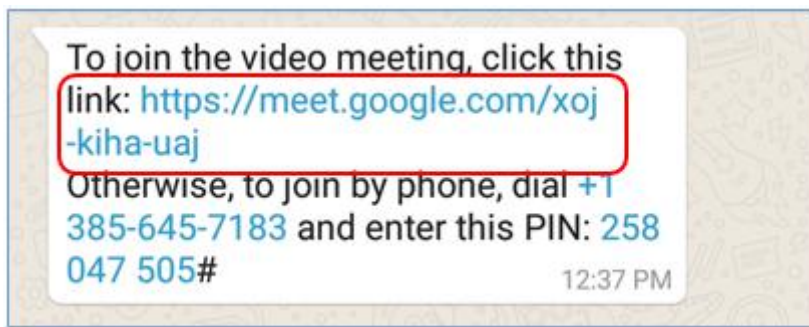 To join the video meeting, click this
link: https://meet.google.com/xoj
-kiha-uaj
Otherwise, to join by phone, dial +1
385-645-7183 and enter this PIN: 258
047 505#
12:37 PM